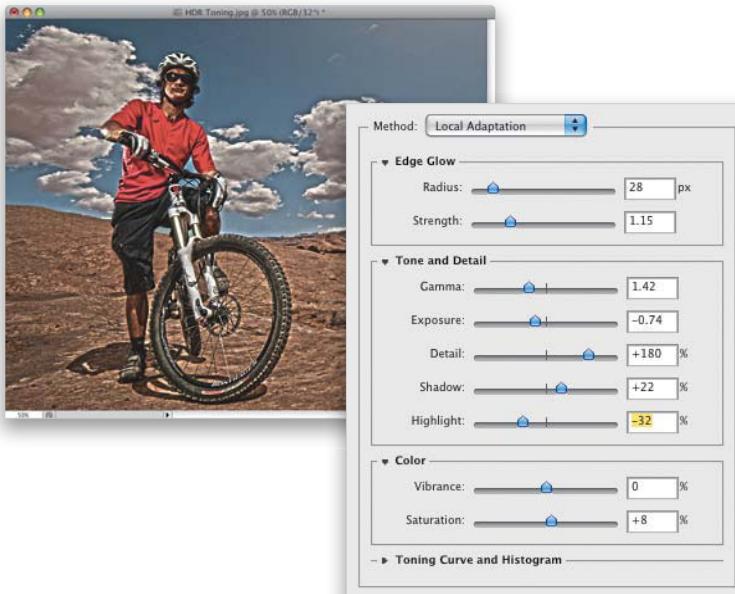 HDR Toning.jpg @ 50% (RGB/32*) *
50%
Method: Local Adaptation
Edge Glow
Radius: 28 px
Strength: 1.15
Tone and Detail
Gamma: 1.42
Exposure: -0.74
Detail: +180 %
Shadow: +22 %
Highlight: -32 %
Color
Vibrance: 0 %
Saturation: +8 %
Toning Curve and Histogram